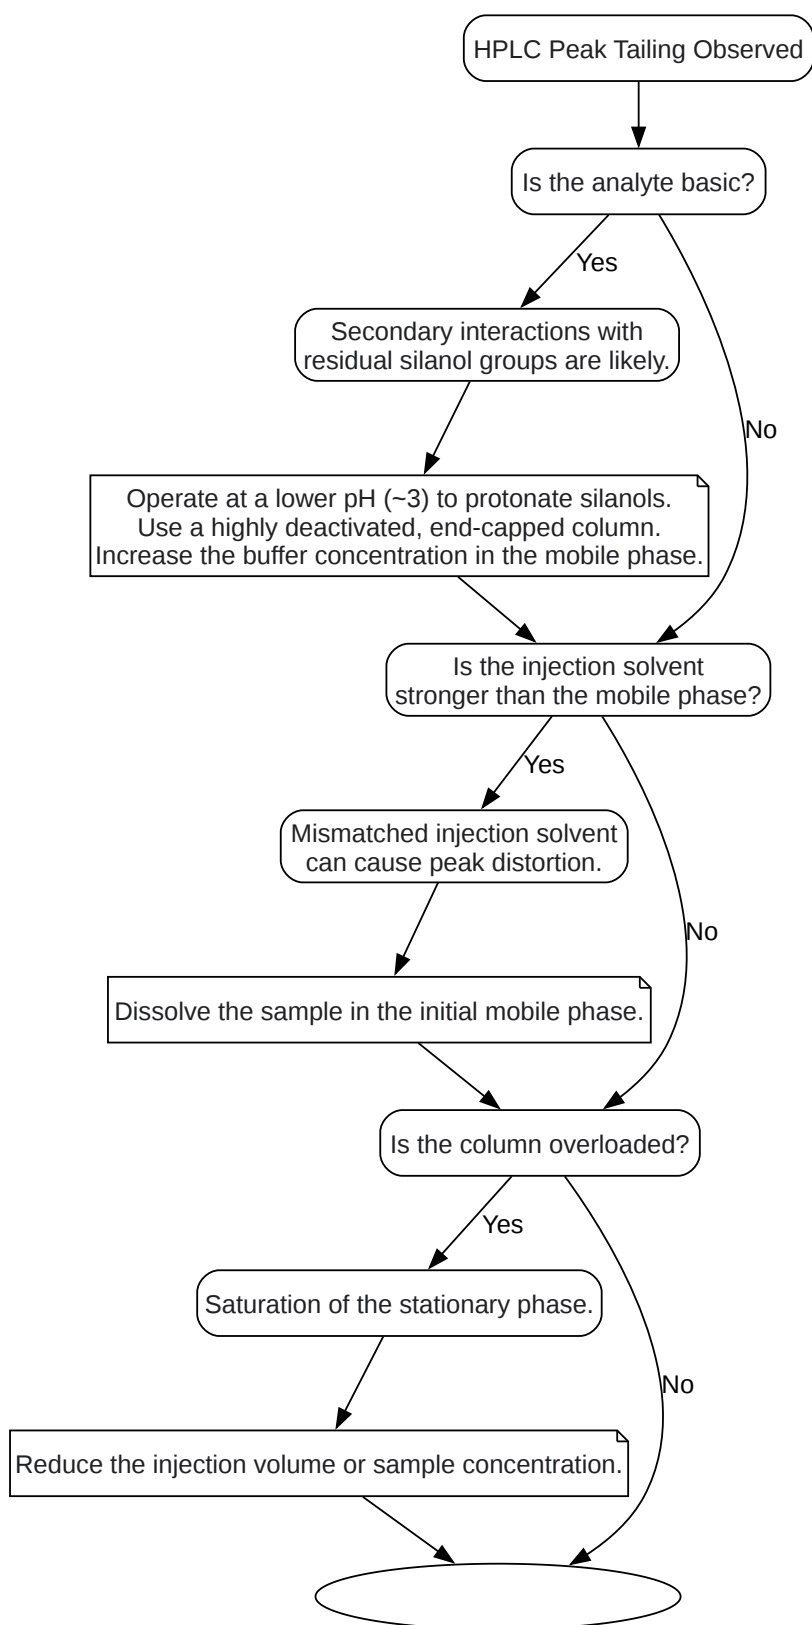 HPLC Peak Tailing Observed
Is the analyte basic?
Yes
Secondary interactions with
residual silanol groups are likely.
No
Operate at a lower pH (~3) to protonate silanols.
Use a highly deactivated, end-capped column.
Increase the buffer concentration in the mobile phase.
Is the injection solvent
stronger than the mobile phase?
Yes
Mismatched injection solvent
can cause peak distortion.
No
Dissolve the sample in the initial mobile phase.
Is the column overloaded?
Yes
Saturation of the stationary phase.
No
Reduce the injection volume or sample concentration.